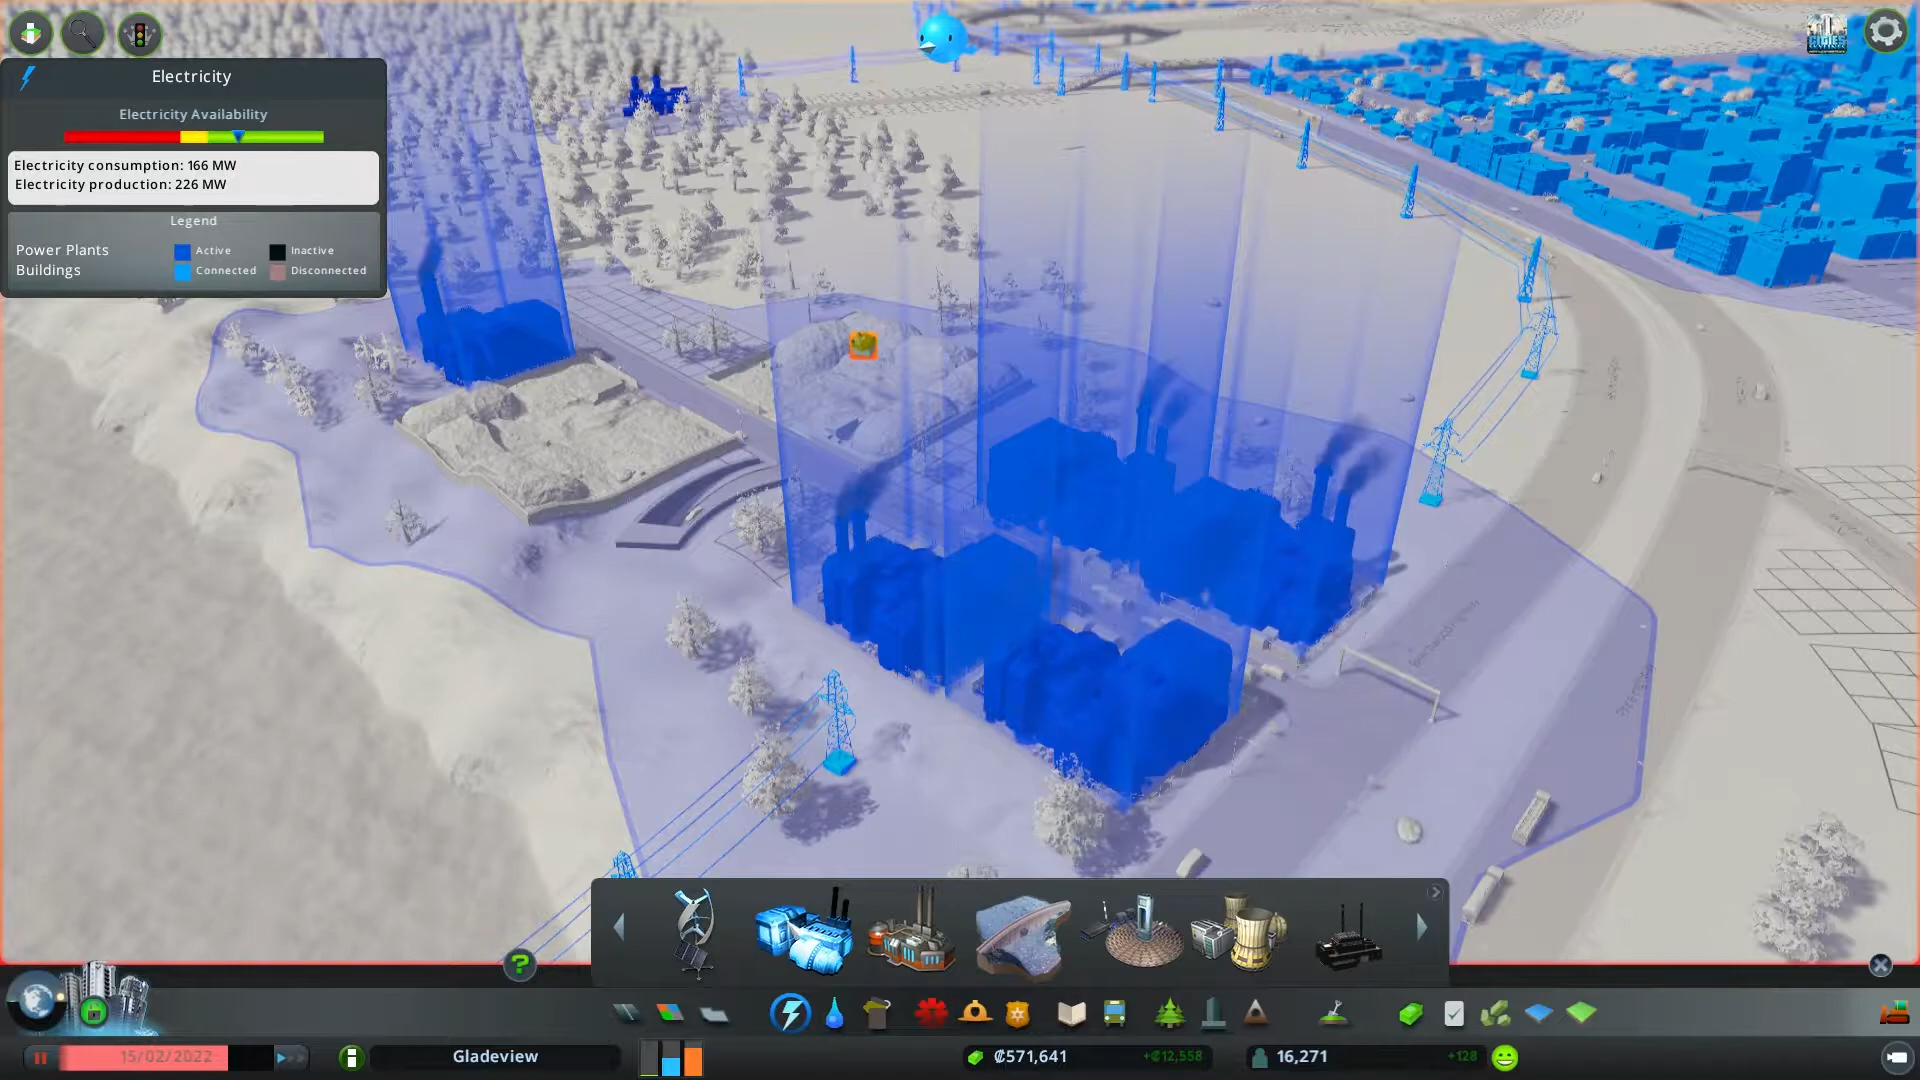 Electricity
Electricity Availability
Electricity consumption: 166 MW
Electricity production: 226 MW
Legend
Power Plants
Active
Inactive
Buildings
Connected
Disconnected
CITIES
?
15/02/2022
Gladeview
₡571,641
+₡12,558
16,271
+128